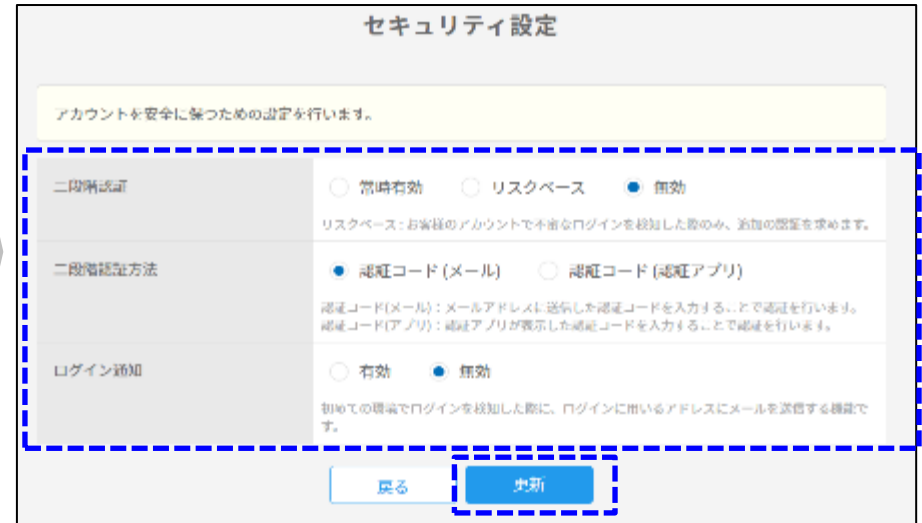 セキュリティ設定
アカウントを安全に保つための設定を行います。
二段階認証
常時有効 リスクベース 無効
リスクベース : お客様のアカウントで不審なログインを検知した際のみ、追加の認証を求めます。
二段階認証方法
認証コード (メール) 認証コード (認証アプリ)
認証コード(メール) : メールアドレスに送信した認証コードを入力することで認証を行います。
認証コード(アプリ) : 認証アプリが表示した認証コードを入力することで認証を行います。
ログイン通知
有効 無効
初めての環境でログインを検知した際に、ログインに用いるアドレスにメールを送信する機能で
す。
戻る 更新